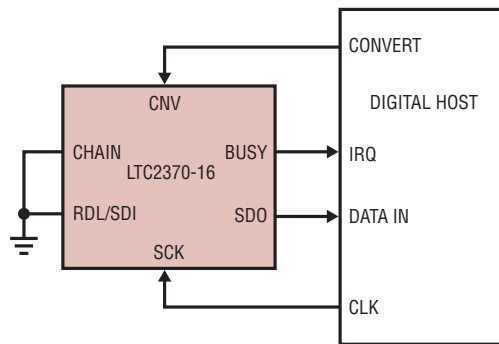 CONVERT
CNV
DIGITAL HOST
CHAIN
BUSY
IRQ
LTC2370-16
RDL/SDI
SDO
DATA IN
SCK
CLK